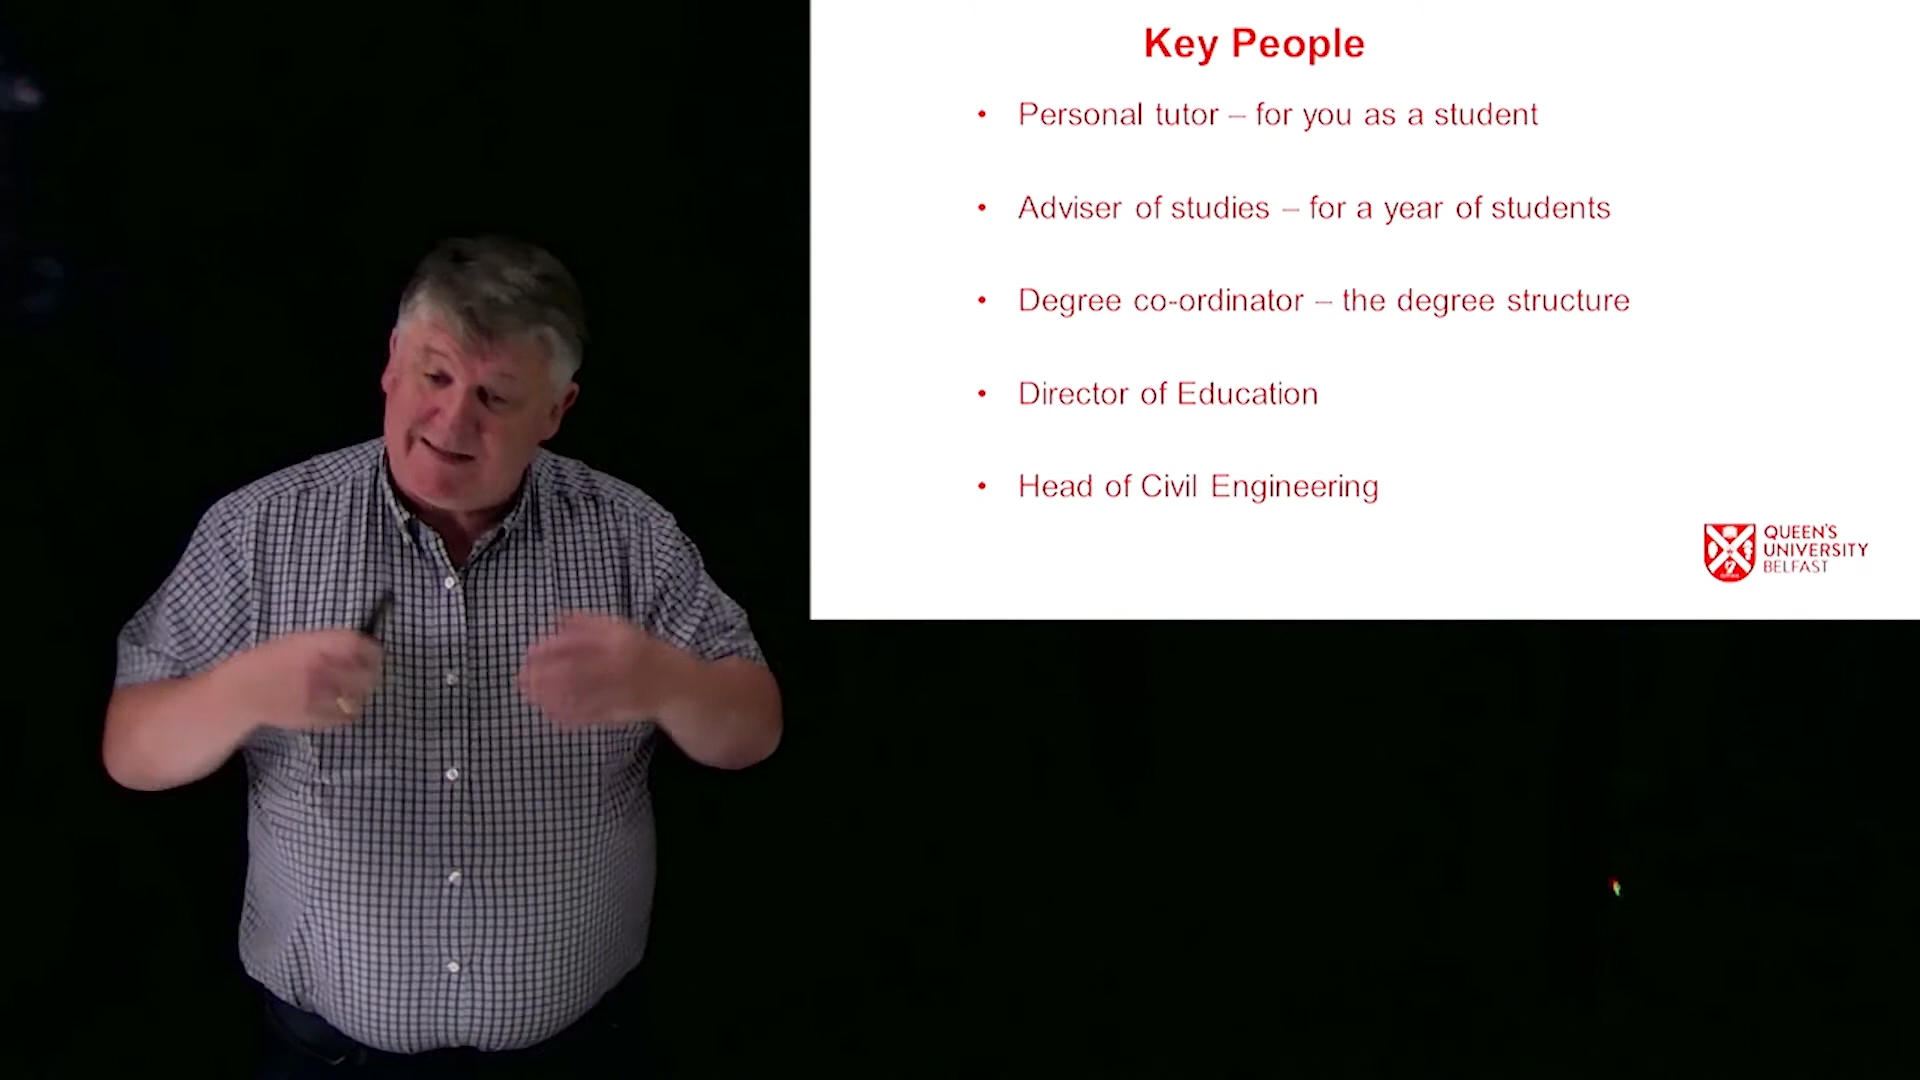 Key People
• Personal tutor – for you as a student
• Adviser of studies – for a year of students
• Degree co-ordinator – the degree structure
• Director of Education
• Head of Civil Engineering
QUEEN'S
UNIVERSITY
BELFAST